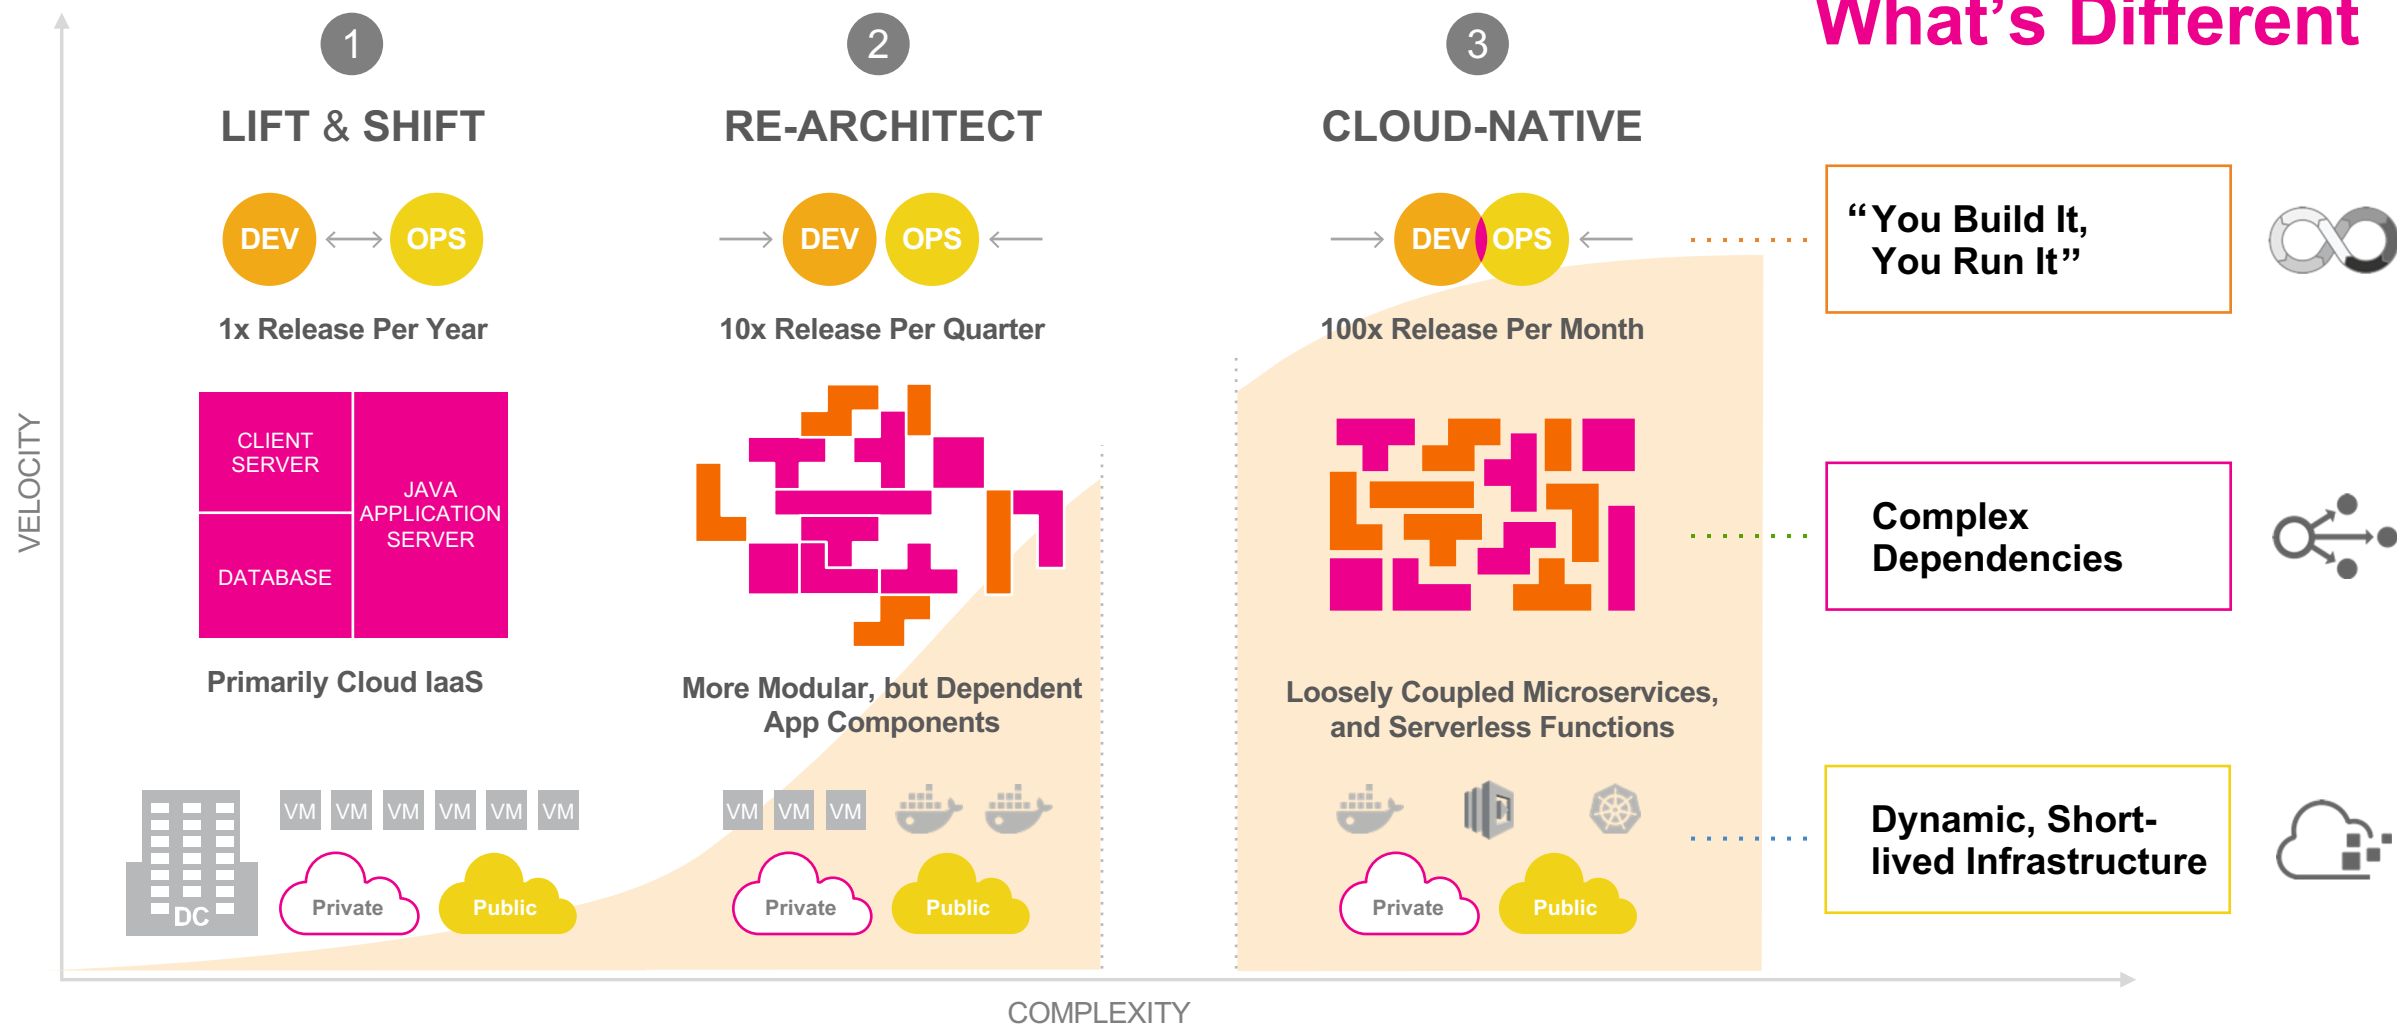 What's Different
1
2
3
LIFT & SHIFT
RE-ARCHITECT
CLOUD-NATIVE
DEV
OPS
DEV
OPS
DEV
OPS
“You Build It,
You Run It”
1x Release Per Year
10x Release Per Quarter
100x Release Per Month
VELOCITY
CLIENT
SERVER
DATABASE
JAVA
APPLICATION
SERVER
Complex
Dependencies
Primarily Cloud IaaS
More Modular, but Dependent
App Components
Loosely Coupled Microservices,
and Serverless Functions
VM
VM
VM
VM
VM
VM
VM
VM
VM
DC
Private
Public
Private
Public
Private
Public
Dynamic, Short-
lived Infrastructure
COMPLEXITY